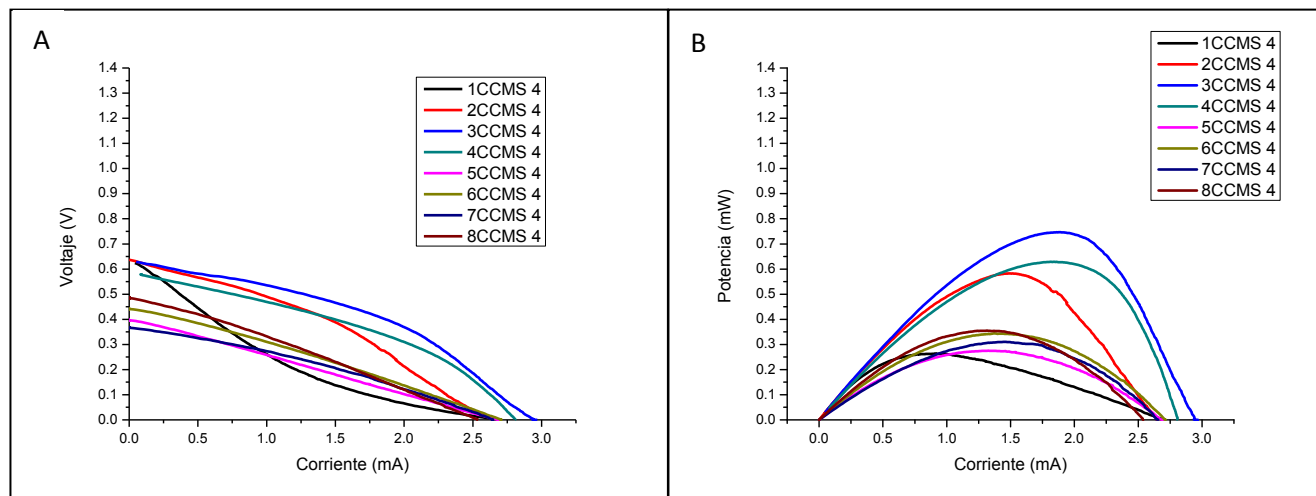 A
1CCMS 4
2CCMS 4
3CCMS 4
4CCMS 4
5CCMS 4
6CCMS 4
7CCMS 4
8CCMS 4
1.4
1.3
1.2
1.1
1.0
0.9
0.8
0.7
0.6
0.5
0.4
0.3
0.2
0.1
0.0
Voltaje (V)
0.0 0.5 1.0 1.5 2.0 2.5 3.0
Corriente (mA)
B
1CCMS 4
2CCMS 4
3CCMS 4
4CCMS 4
5CCMS 4
6CCMS 4
7CCMS 4
8CCMS 4
1.4
1.3
1.2
1.1
1.0
0.9
0.8
0.7
0.6
0.5
0.4
0.3
0.2
0.1
0.0
Potencia (mW)
0.0 0.5 1.0 1.5 2.0 2.5 3.0
Corriente (mA)